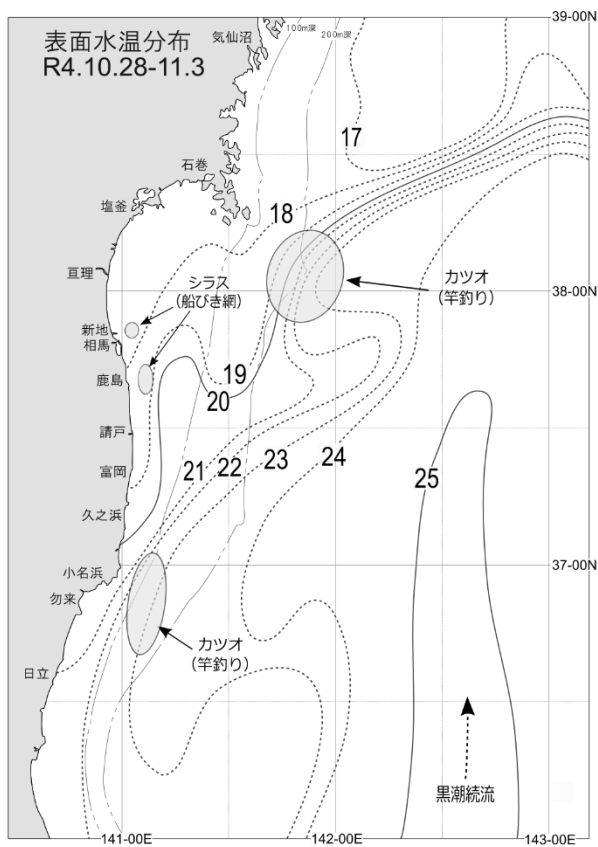 表面水温分布
R4.10.28-11.3
気仙沼
100m深
200m深
39-00N
17
石巻
塩釜
18
亘理
シラス
(船びき網)
カツオ
(竿釣り)
38-00N
新地
相馬
鹿島
19
20
請戸
富岡
21
22
23
24
25
久之浜
小名浜
37-00N
勿来
カツオ
(竿釣り)
日立
黒潮続流
141-00E
142-00E
143-00E